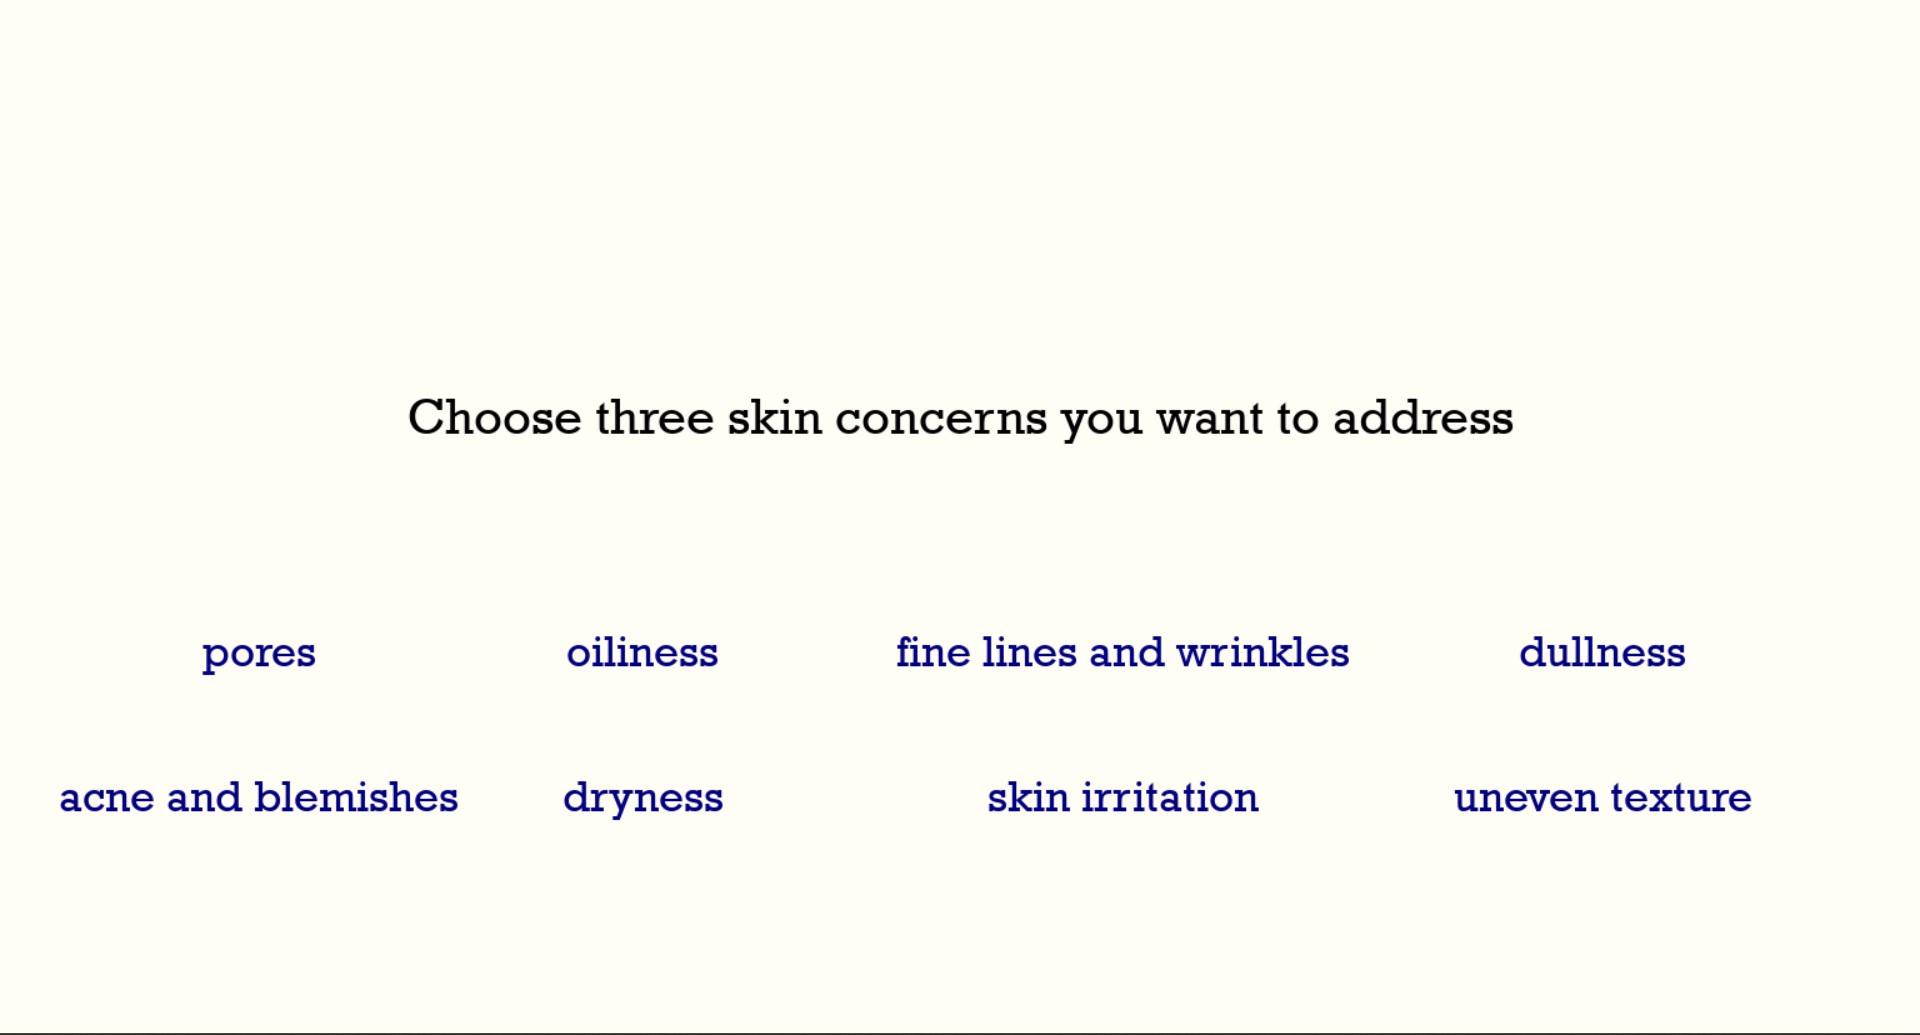 Choose three skin concerns you want to address
pores oiliness fine lines and wrinkles dullness
acne and blemishes dryness skin irritation uneven texture